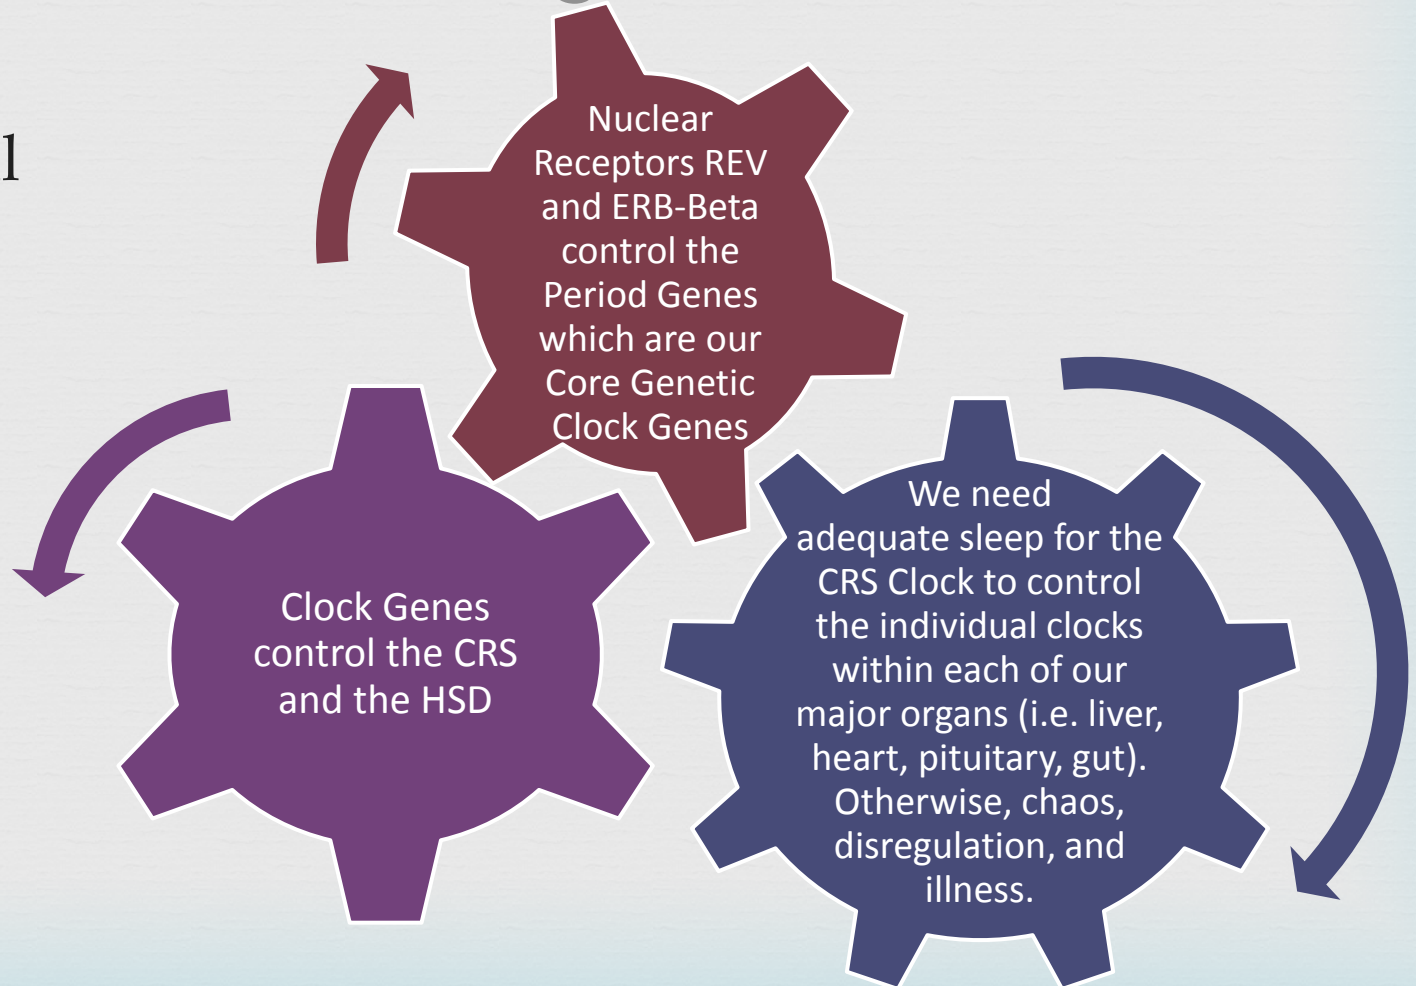 l
Nuclear
Receptors REV
and ERB-Beta
control the
Period Genes
which are our
Core Genetic
Clock Genes
Clock Genes
control the CRS
and the HSD
We need
adequate sleep for the
CRS Clock to control
the individual clocks
within each of our
major organs (i.e. liver,
heart, pituitary, gut).
Otherwise, chaos,
disregulation, and
illness.